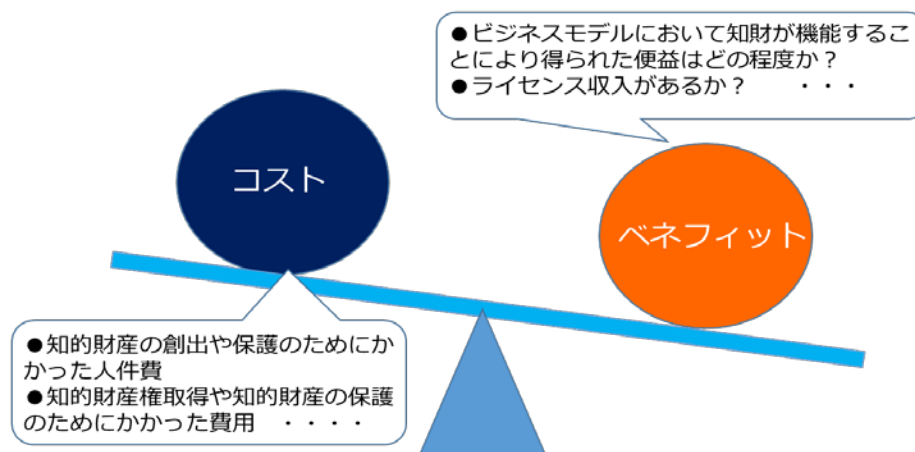 ●ビジネスモデルにおいて知財が機能するこ
とにより得られた便益はどの程度か？
●ライセンス収入があるか？　・・・
コスト
ベネフィット
●知的財産の創出や保護のためにか
かった人件費
●知的財産権取得や知的財産の保護
のためにかかった費用　・・・・